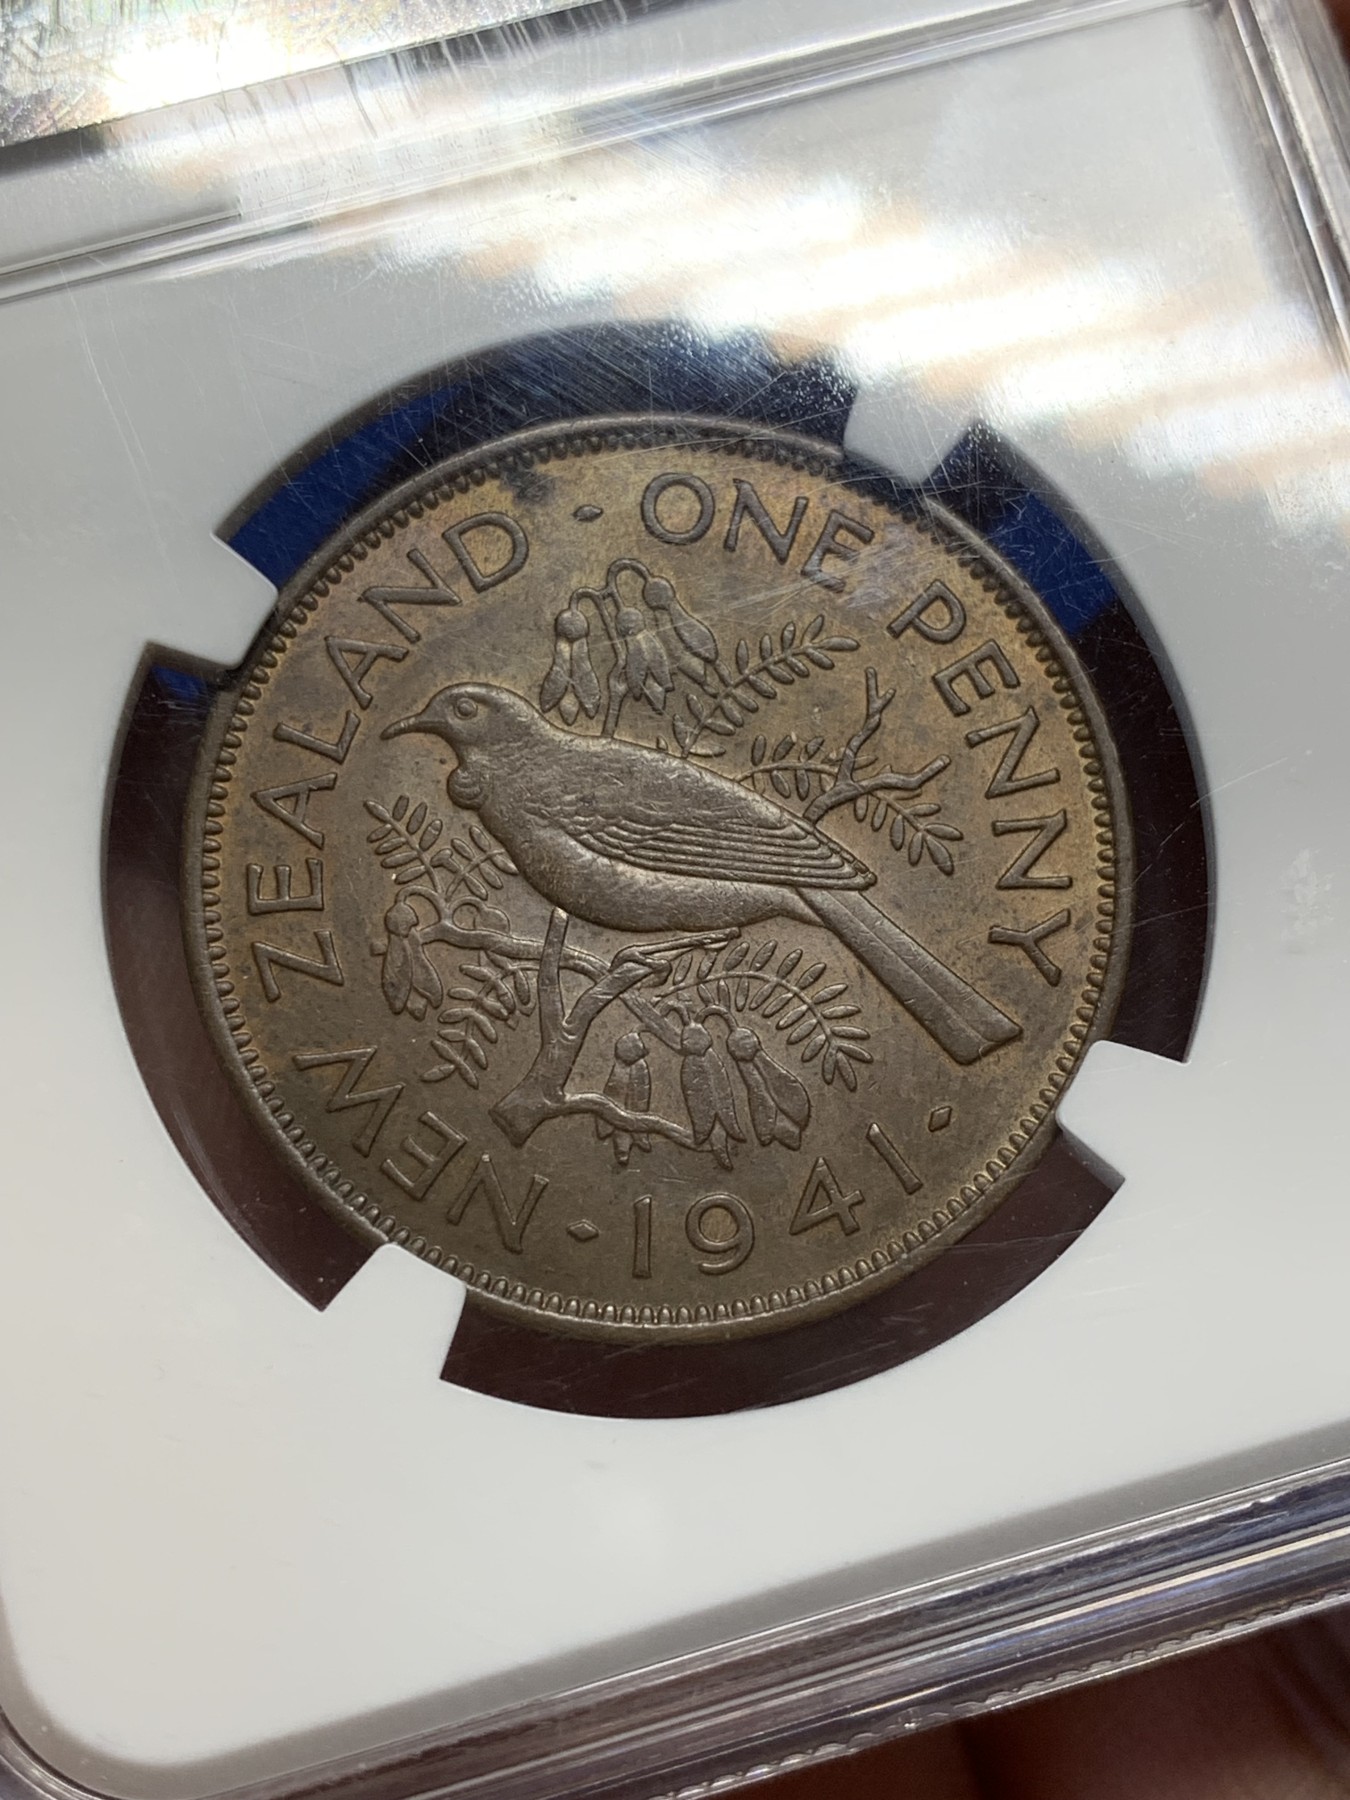 NEW ZEALAND · ONE PENNY
· 1941 ·